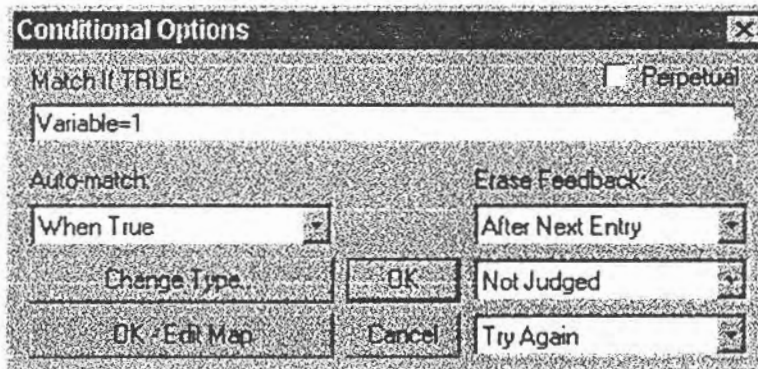 Conditional Options
Match If TRUE: Perpetual
Variable=1
Auto-match: Erase Feedback:
When True After Next Entry
Change Type... OK Not Judged
OK - Edit Map Cancel Try Again